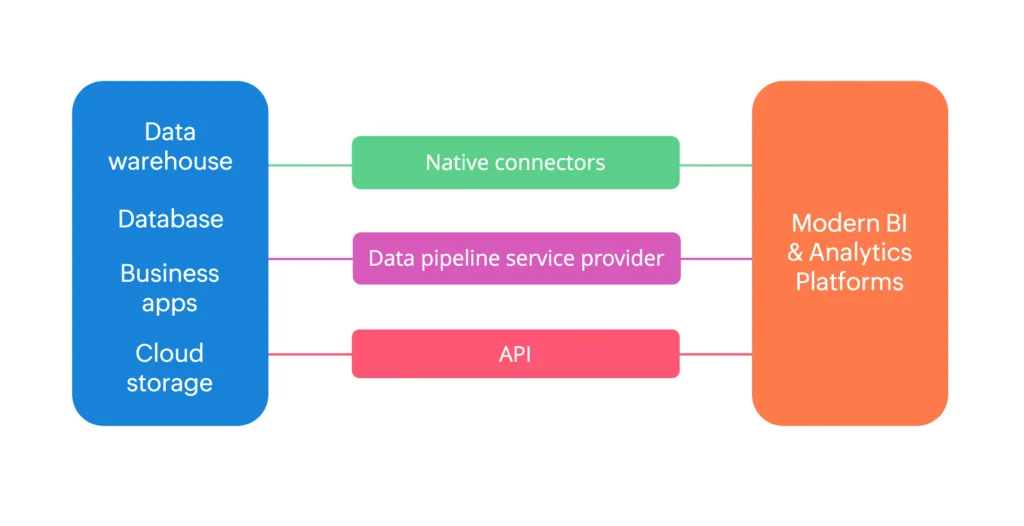 Data
warehouse
Database
Business
apps
Cloud
storage
Native connectors
Data pipeline service provider
API
Modern BI
& Analytics
Platforms